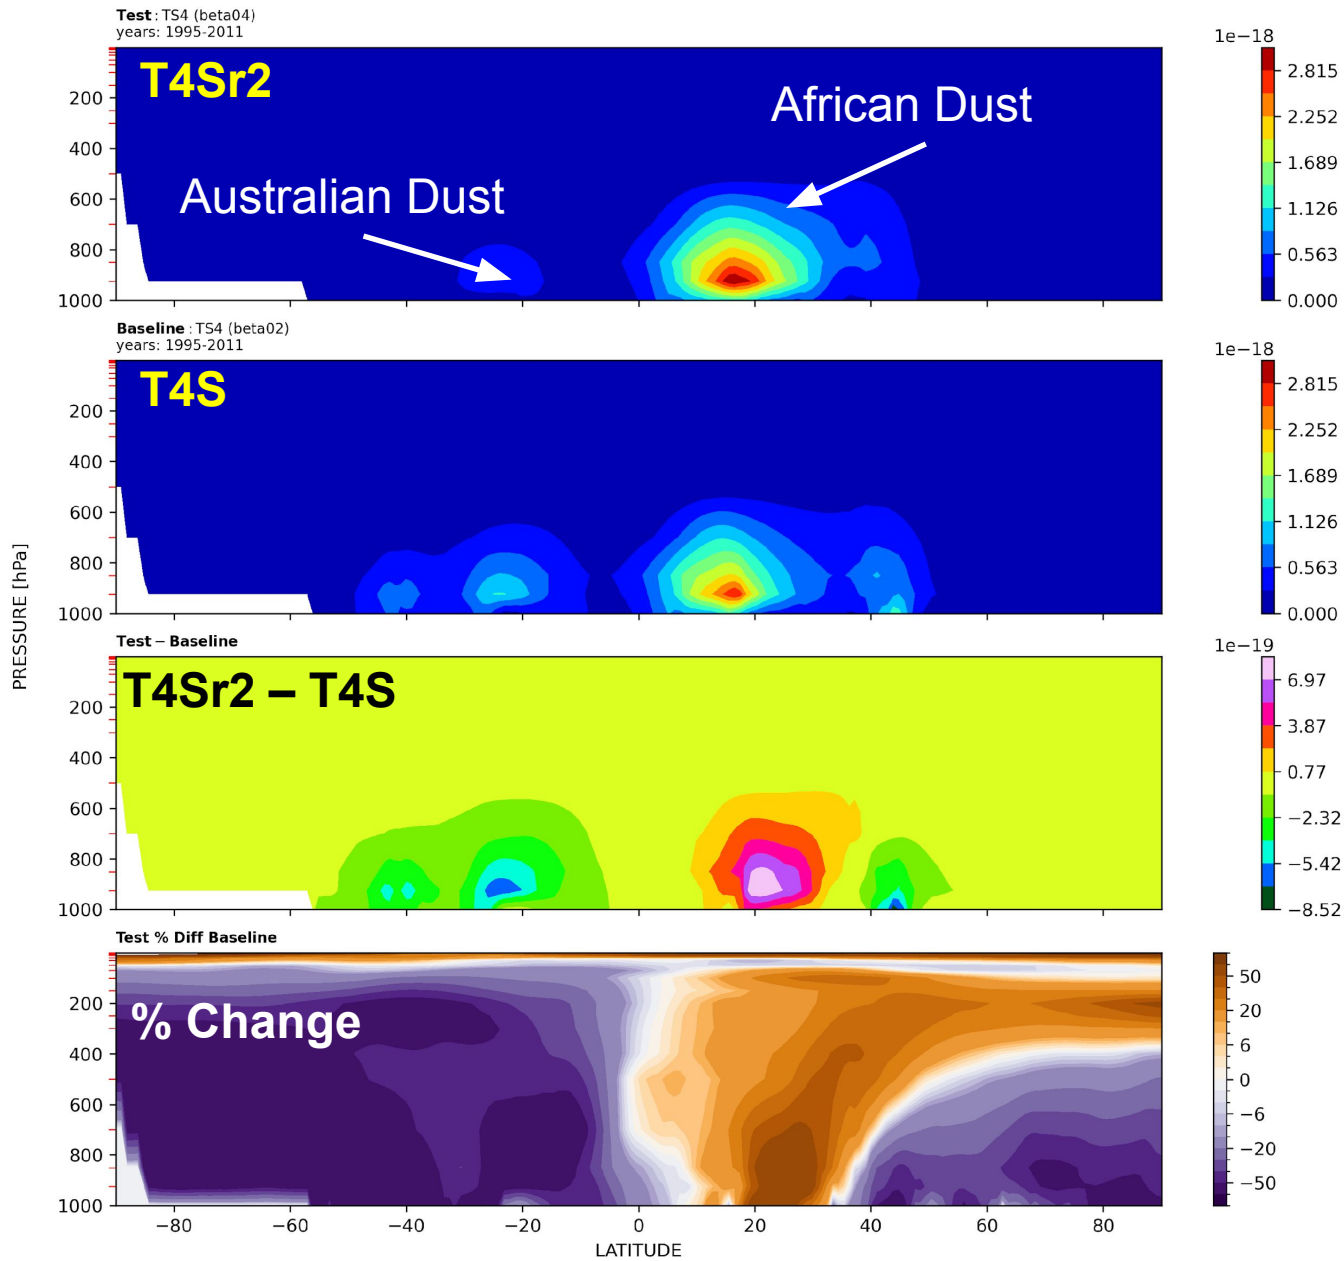 Test : TS4 (beta04)
years: 1995-2011
1e−18
T4Sr2
African Dust
Australian Dust
200
400
600
800
1000
2.815
2.252
1.689
1.126
0.563
0.000
Baseline : TS4 (beta02)
years: 1995-2011
1e−18
T4S
200
400
600
800
1000
2.815
2.252
1.689
1.126
0.563
0.000
PRESSURE [hPa]
Test − Baseline
1e−19
T4Sr2 – T4S
200
400
600
800
1000
6.97
3.87
0.77
−2.32
−5.42
−8.52
Test % Diff Baseline
% Change
200
400
600
800
1000
50
20
6
0
−6
−20
−50
−80 −60 −40 −20 0 20 40 60 80
LATITUDE